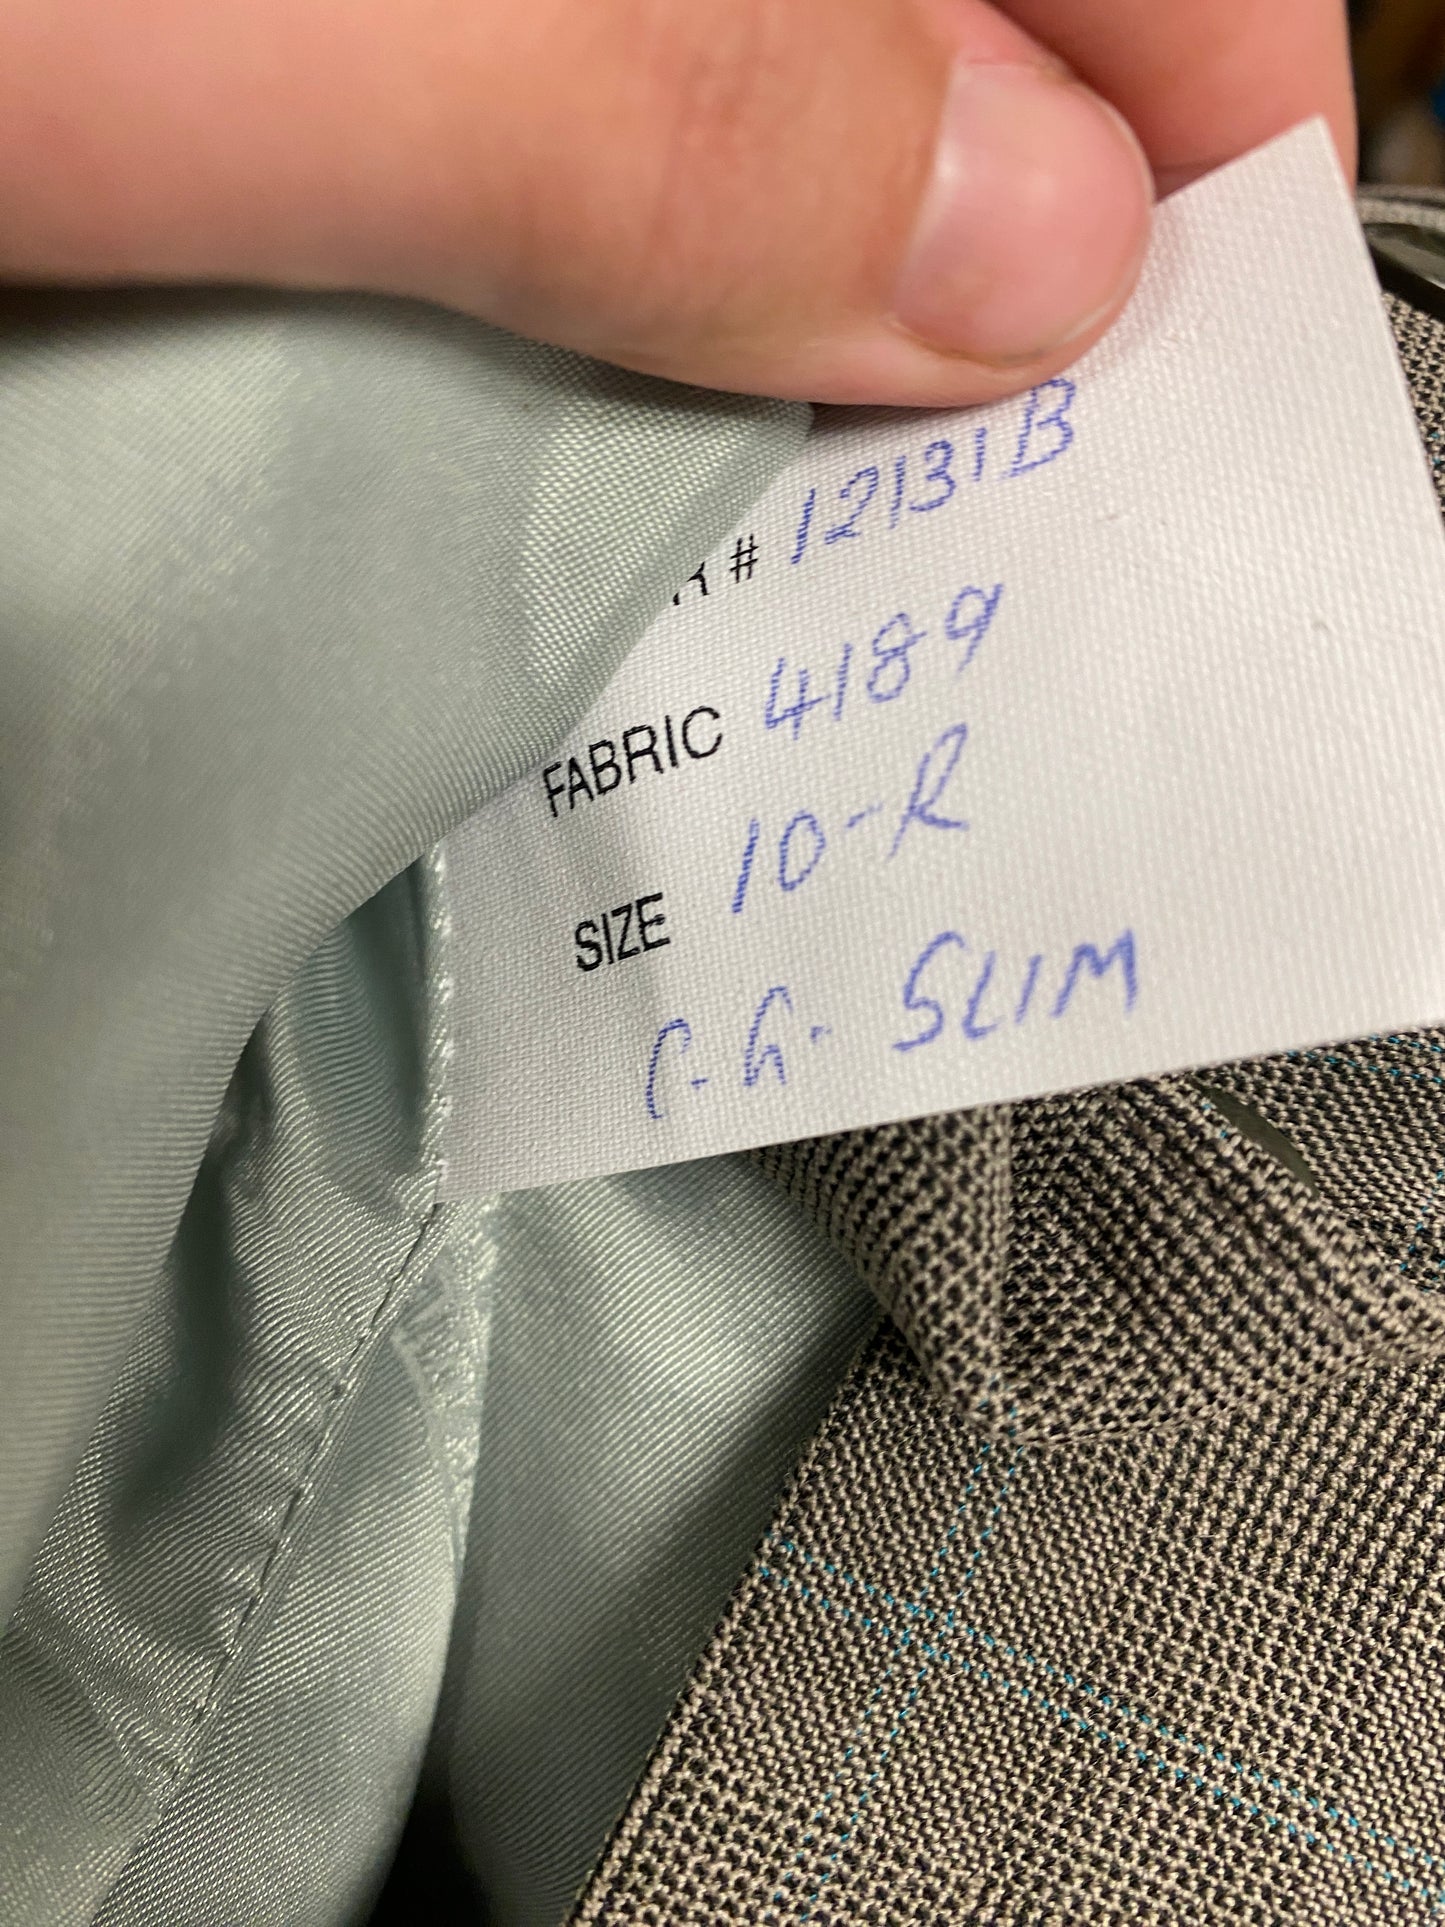 R # 12131B
FABRIC 4189
SIZE 10-R
C.G. SLIM